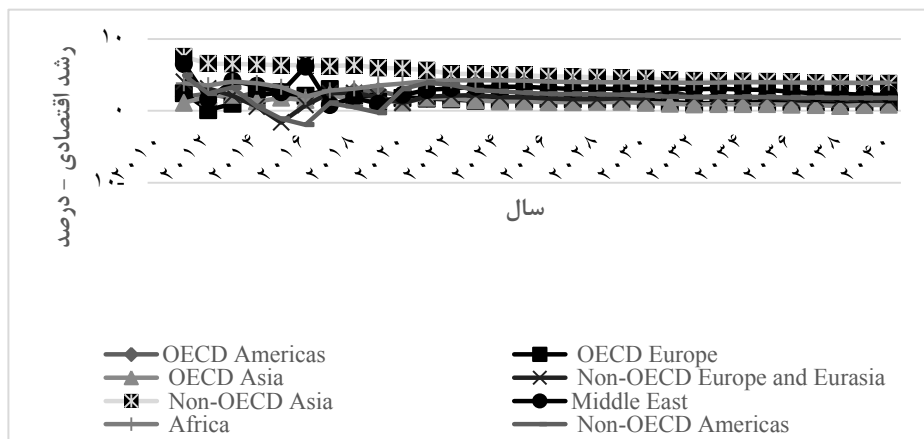 رشد اقتصادی - درصد
۱۰
۰
-۱۰
۲۰۱۰
۲۰۱۲
۲۰۱۴
۲۰۱۶
۲۰۱۸
۲۰۲۰
۲۰۲۲
۲۰۲۴
۲۰۲۶
۲۰۲۸
۲۰۳۰
۲۰۳۲
۲۰۳۴
۲۰۳۶
۲۰۳۸
۲۰۴۰
سال
OECD Americas
OECD Europe
OECD Asia
Non-OECD Europe and Eurasia
Non-OECD Asia
Middle East
Africa
Non-OECD Americas